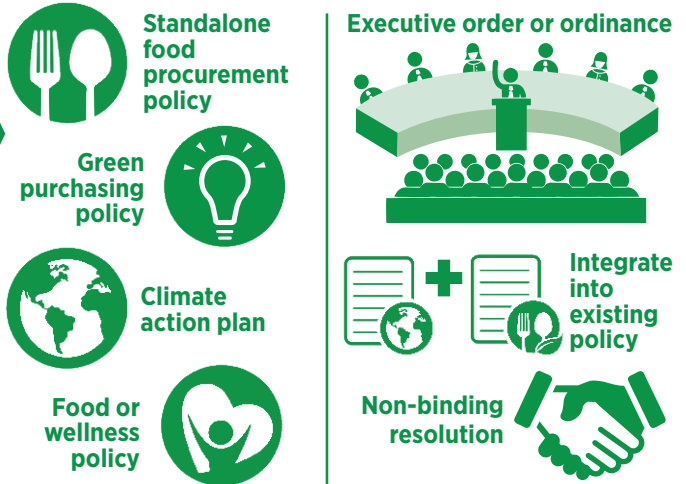 Standalone
food
procurement
policy
Green
purchasing
policy
Climate
action plan
Food or
wellness
policy
Executive order or ordinance
Integrate
into
existing
policy
Non-binding
resolution